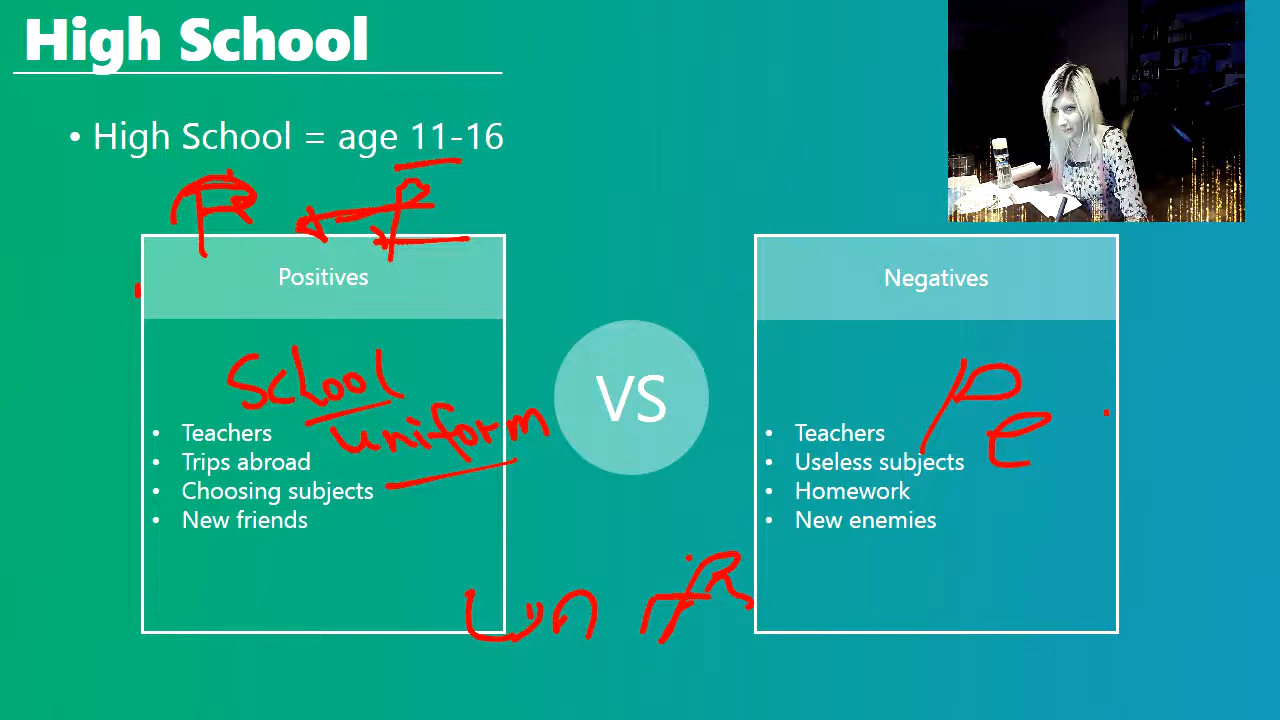 High School
• High School = age 11-16
Positives
School
uniform
• Teachers
• Trips abroad
• Choosing subjects
• New friends
VS
Negatives
Pe
• Teachers
• Useless subjects
• Homework
• New enemies